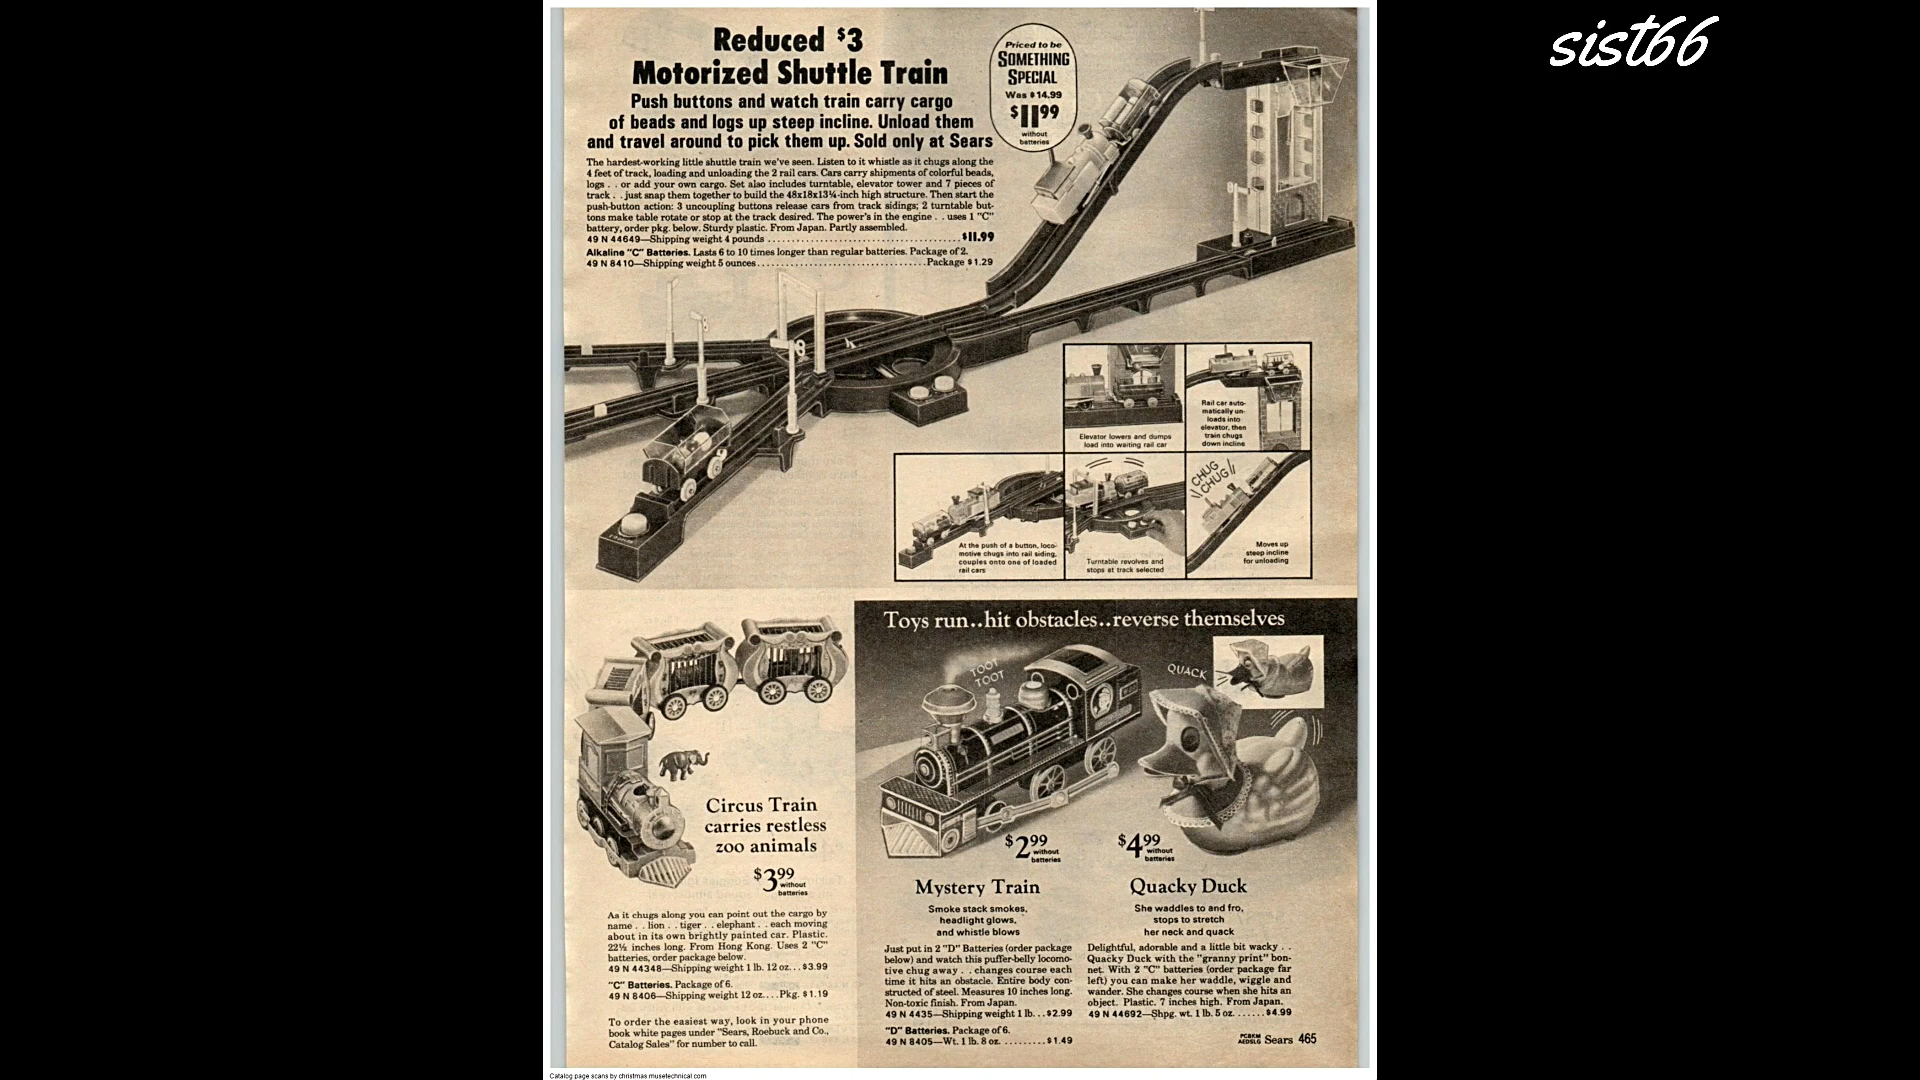 sist66
Reduced $3
Motorized Shuttle Train
Push buttons and watch train carry cargo
of beads and logs up steep incline. Unload them
and travel around to pick them up. Sold only at Sears
Priced to be
SOMETHING
SPECIAL
Was $14.99
$11.99
without
batteries
The hardest-working little shuttle train we've seen. Listen to it whistle as it chugs along the
4 feet of track, loading and unloading the 2 rail cars. Cars carry shipments of colorful beads,
logs . . or add your own cargo. Set also includes turntable, elevator tower and 7 pieces of
track . . just snap them together to build the 48x18x13¼-inch high structure. Then start the
push-button action: 3 uncoupling buttons release cars from track sidings; 2 turntable but-
tons make table rotate or stop at the track desired. The power's in the engine . . uses 1 "C"
battery, order pkg. below. Sturdy plastic. From Japan. Partly assembled.
49 N 44649—Shipping weight 4 pounds ........ $11.99
Alkaline "C" Batteries. Lasts 6 to 10 times longer than regular batteries. Package of 2.
49 N 8410—Shipping weight 5 ounces........ Package $1.29
8
Elevator lowers and dumps
load into waiting rail car
Rail car auto-
matically un-
loads into
elevator, then
train chugs
down incline
At the push of a button, loco-
motive chugs into rail siding,
couples onto one of loaded
rail cars
Turntable revolves and
stops at track selected
CHUG
CHUG
Moves up
steep incline
for unloading
Circus Train
carries restless
zoo animals
$3.99
without
batteries
As it chugs along you can point out the cargo by
name . . lion . . tiger . . elephant . . each moving
about in its own brightly painted car. Plastic.
22½ inches long. From Hong Kong. Uses 2 "C"
batteries, order package below.
49 N 44348—Shipping weight 1 lb. 12 oz...$3.99
"C" Batteries. Package of 6.
49 N 8406—Shipping weight 12 oz....Pkg. $1.19
To order the easiest way, look in your phone
book white pages under "Sears, Roebuck and Co.,
Catalog Sales" for number to call.
Toys run..hit obstacles..reverse themselves
TOOT
TOOT
QUACK
$2.99
without
batteries
Mystery Train
Smoke stack smokes,
headlight glows,
and whistle blows
Just put in 2 "D" Batteries (order package
below) and watch this puffer-belly locomo-
tive chug away . . changes course each
time it hits an obstacle. Entire body con-
structed of steel. Measures 10 inches long.
Non-toxic finish. From Japan.
49 N 4435—Shipping weight 1 lb...$2.99
"D" Batteries. Package of 6.
49 N 8405—Wt. 1 lb. 8 oz. .........$1.49
$4.99
without
batteries
Quacky Duck
She waddles to and fro,
stops to stretch
her neck and quack
Delightful, adorable and a little bit wacky . .
Quacky Duck with the "granny print" bon-
net. With 2 "C" batteries (order package far
left) you can make her waddle, wiggle and
wander. She changes course when she hits an
object. Plastic. 7 inches high. From Japan.
49 N 44692—Shpg. wt. 1 lb. 5 oz.......$4.99
PCBKM
AEDSLG Sears 465
Catalog page scans by christmas.musetechnical.com